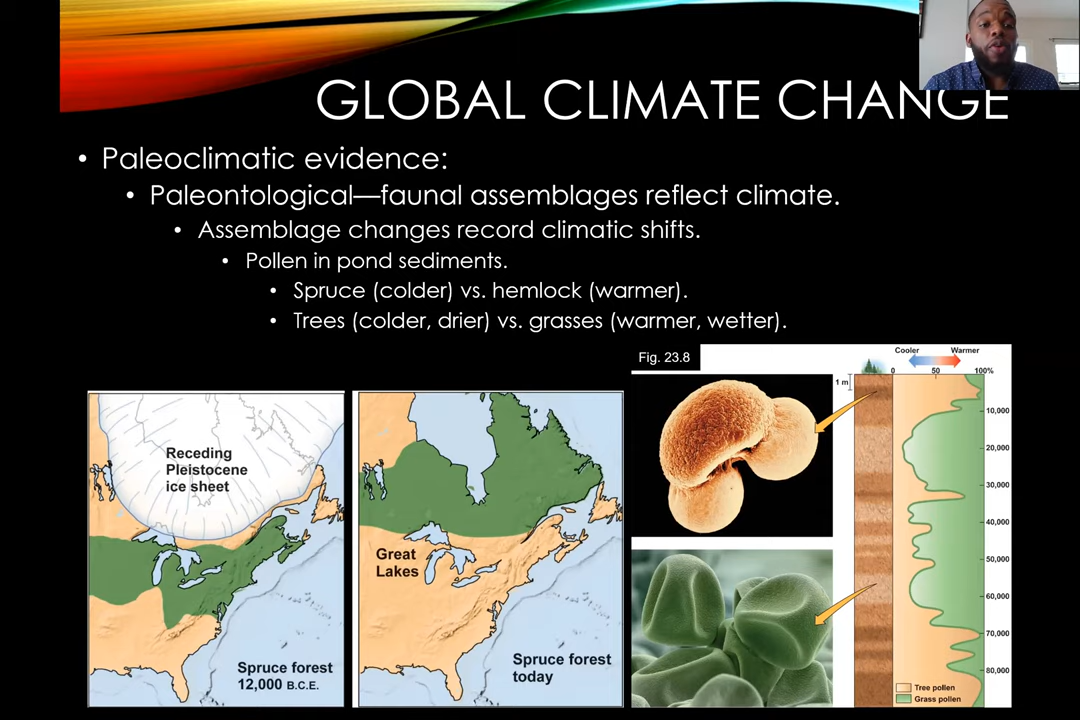 GLOBAL CLIMATE CHANGE
• Paleoclimatic evidence:
• Paleontological—faunal assemblages reflect climate.
• Assemblage changes record climatic shifts.
• Pollen in pond sediments.
• Spruce (colder) vs. hemlock (warmer).
• Trees (colder, drier) vs. grasses (warmer, wetter).
Receding
Pleistocene
ice sheet
Spruce forest
12,000 B.C.E.
Great
Lakes
Spruce forest
today
Fig. 23.8
Cooler Warmer
0 50 100%
1 m
10,000
20,000
30,000
40,000
50,000
60,000
70,000
80,000
Tree pollen
Grass pollen